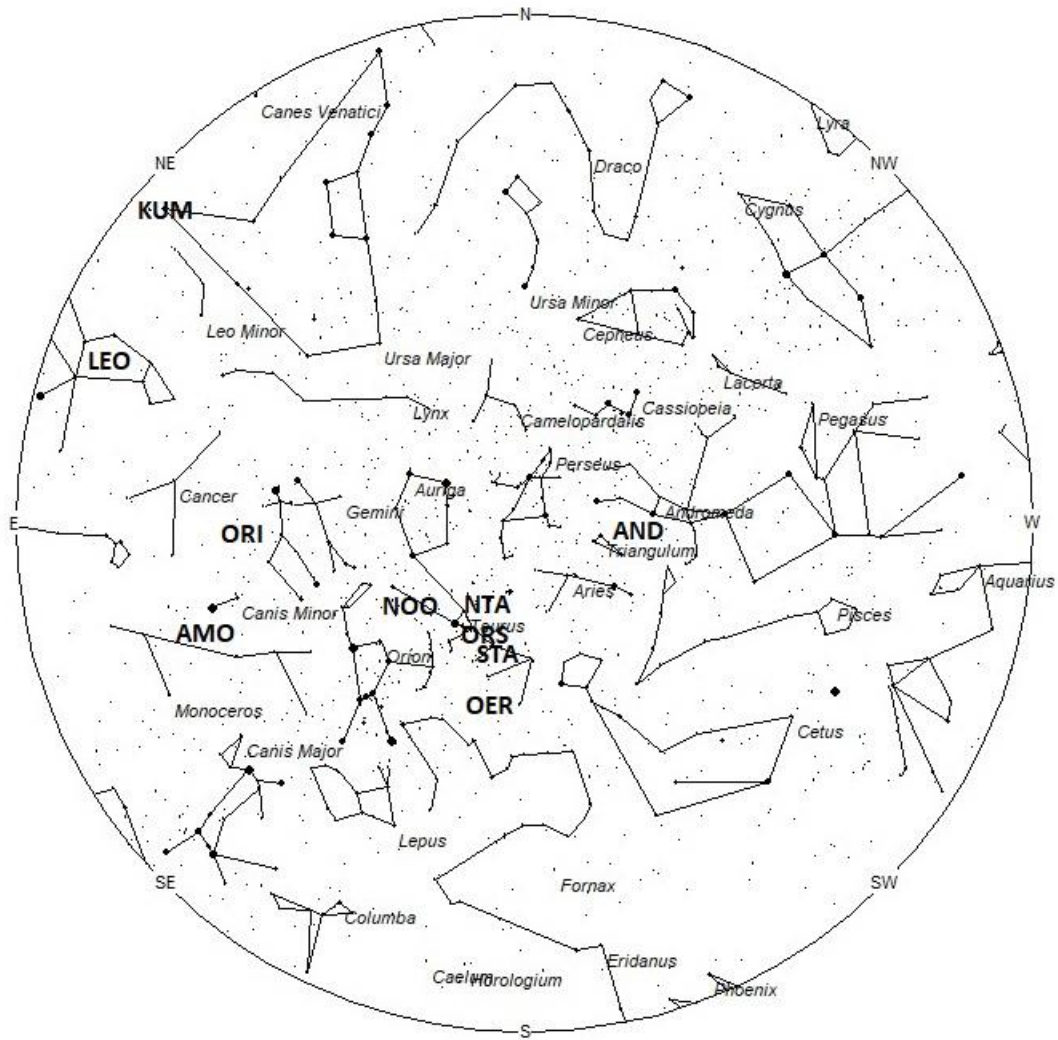 N
Canes Venatici
Lyra
NE
NW
Draco
KUM
Cygnus
Ursa Minor
Leo Minor
Cepheus
LEO
Ursa Major
Lacerta
Lynx
Cassiopeia
Camelopardalis
Pegasus
Perseus
Auriga
Cancer
Gemini
Andromeda
E
W
ORI
AND
Triangulum
Aquarius
Aries
NOO
NTA
Canis Minor
Pisces
AMO
Taurus
ORS
STA
Orion
OER
Monoceros
Cetus
Canis Major
Lepus
SE
SW
Fornax
Columba
Eridanus
Caelum
Horologium
Phoenix
S